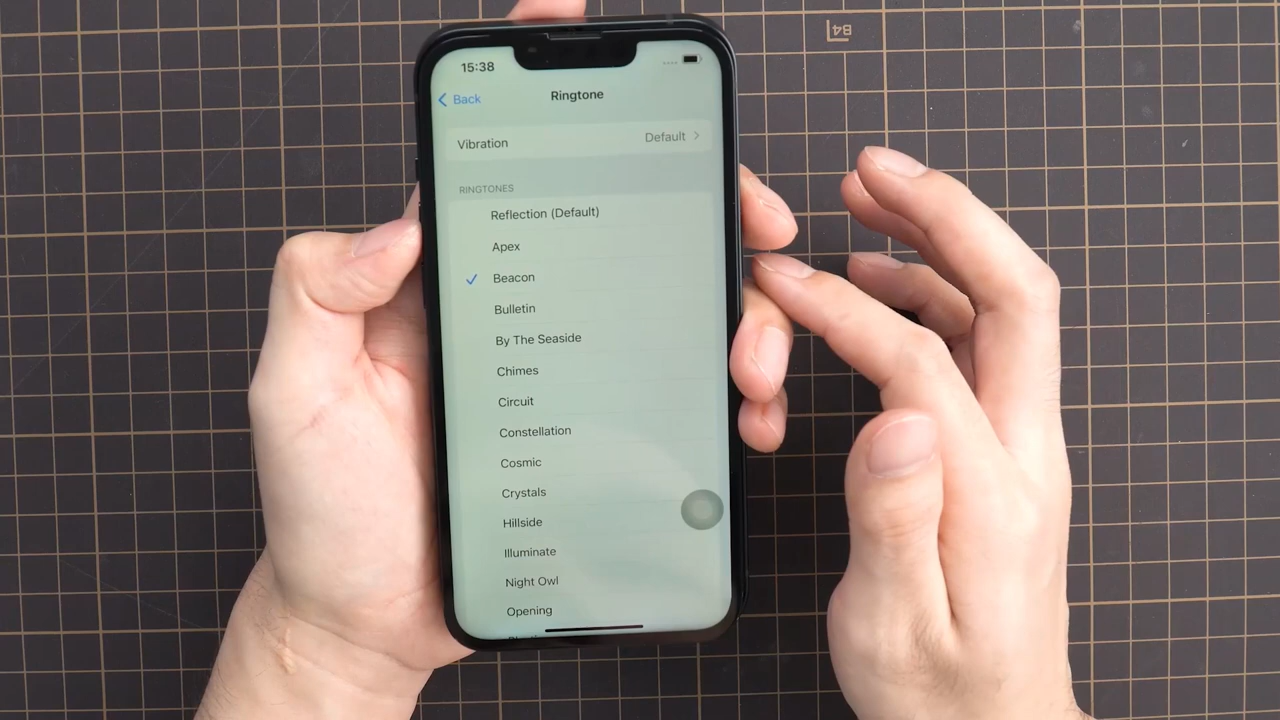 B4
15:38
Back
Ringtone
Vibration
Default
RINGTONES
Reflection (Default)
Apex
Beacon
Bulletin
By The Seaside
Chimes
Circuit
Constellation
Cosmic
Crystals
Hillside
Illuminate
Night Owl
Opening